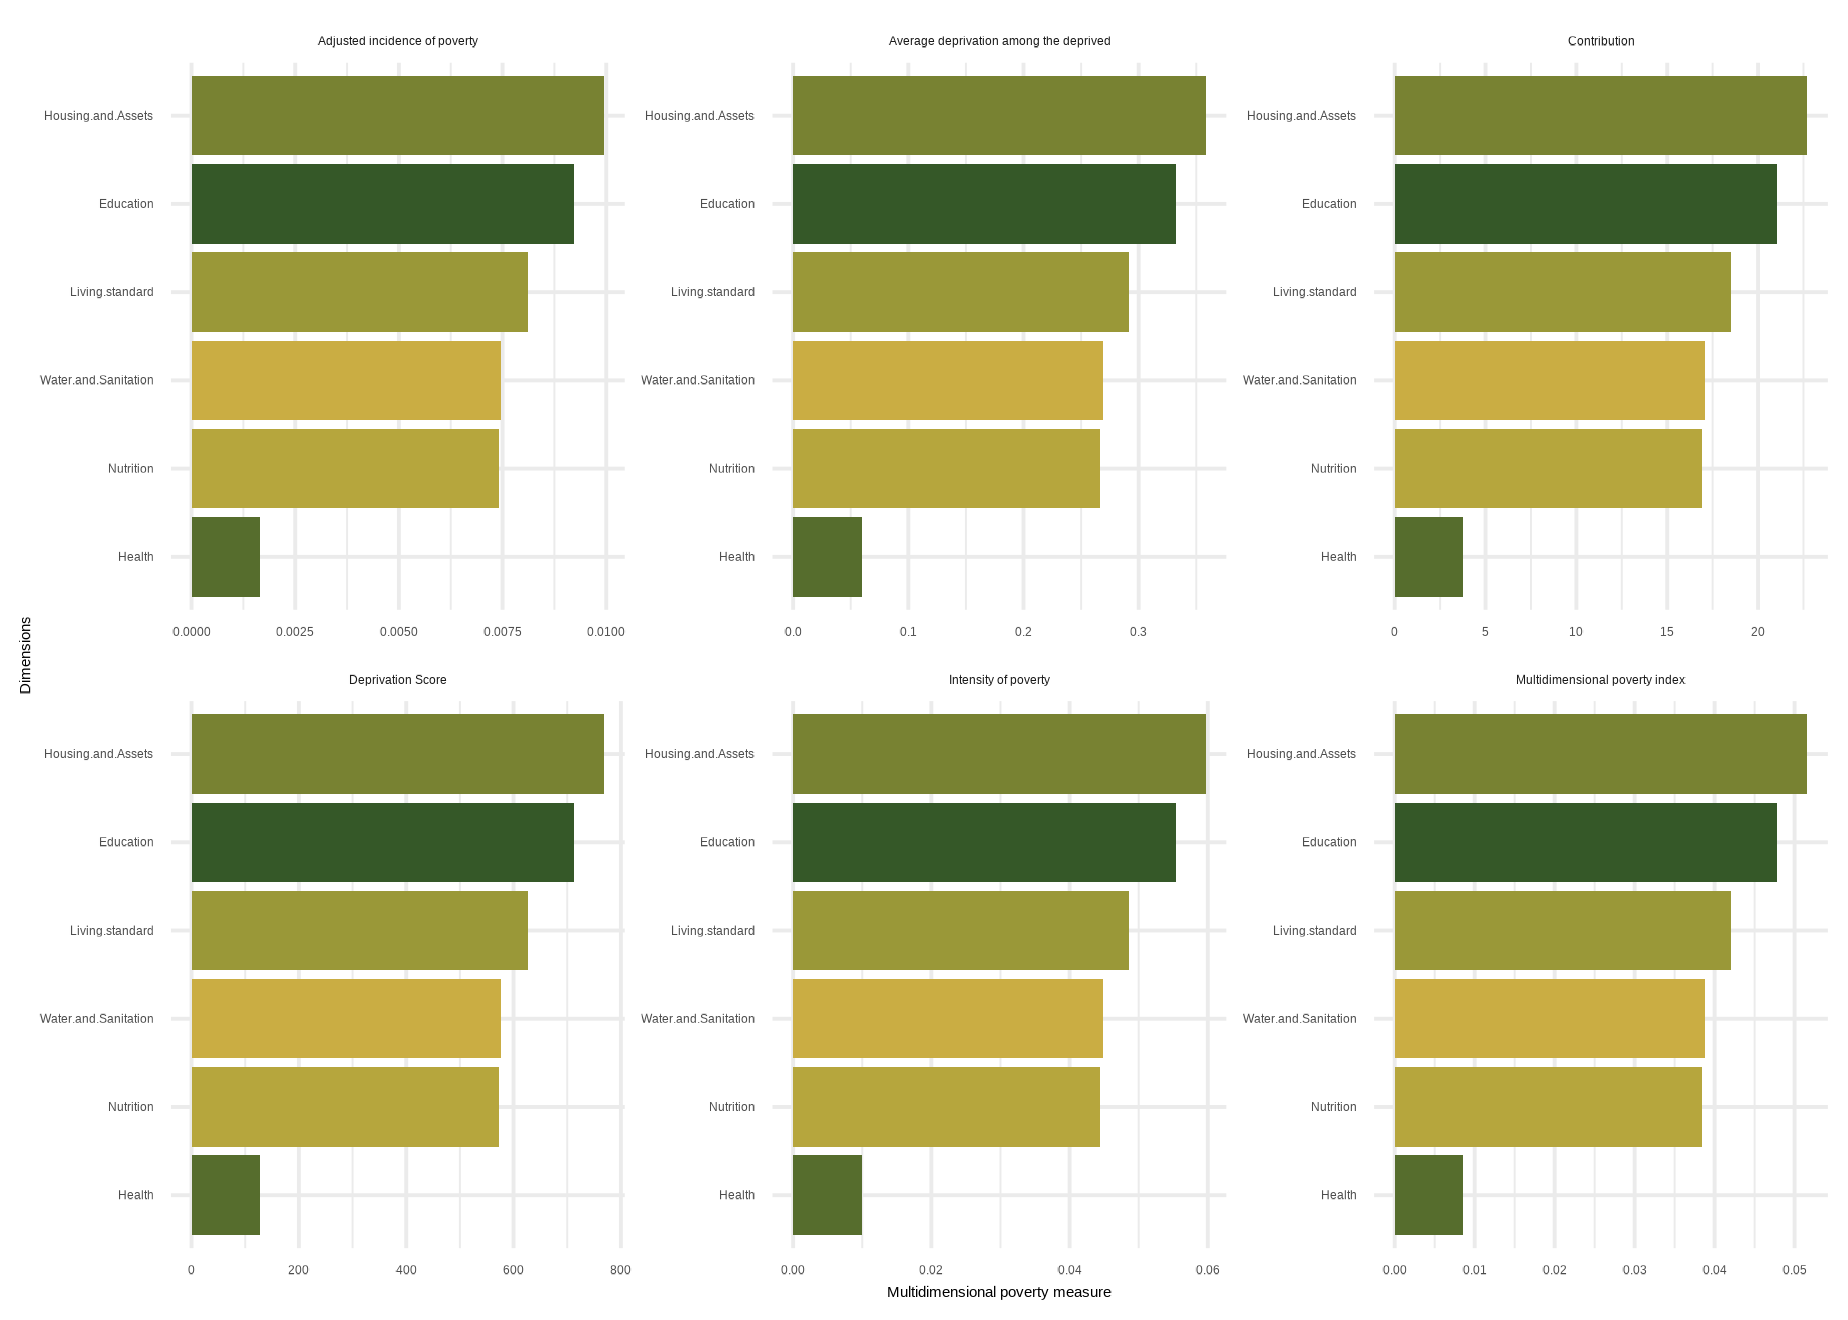 Adjusted incidence of poverty
Housing.and.Assets
Education
Living.standard
Water.and.Sanitation
Nutrition
Health
0.0000 0.0025 0.0050 0.0075 0.0100
Average deprivation among the deprived
Housing.and.Assets
Education
Living.standard
Water.and.Sanitation
Nutrition
Health
0.0 0.1 0.2 0.3
Contribution
Housing.and.Assets
Education
Living.standard
Water.and.Sanitation
Nutrition
Health
0 5 10 15 20
Dimensions
Deprivation Score
Housing.and.Assets
Education
Living.standard
Water.and.Sanitation
Nutrition
Health
0 200 400 600 800
Intensity of poverty
Housing.and.Assets
Education
Living.standard
Water.and.Sanitation
Nutrition
Health
0.00 0.02 0.04 0.06
Multidimensional poverty index
Housing.and.Assets
Education
Living.standard
Water.and.Sanitation
Nutrition
Health
0.00 0.01 0.02 0.03 0.04 0.05
Multidimensional poverty measure